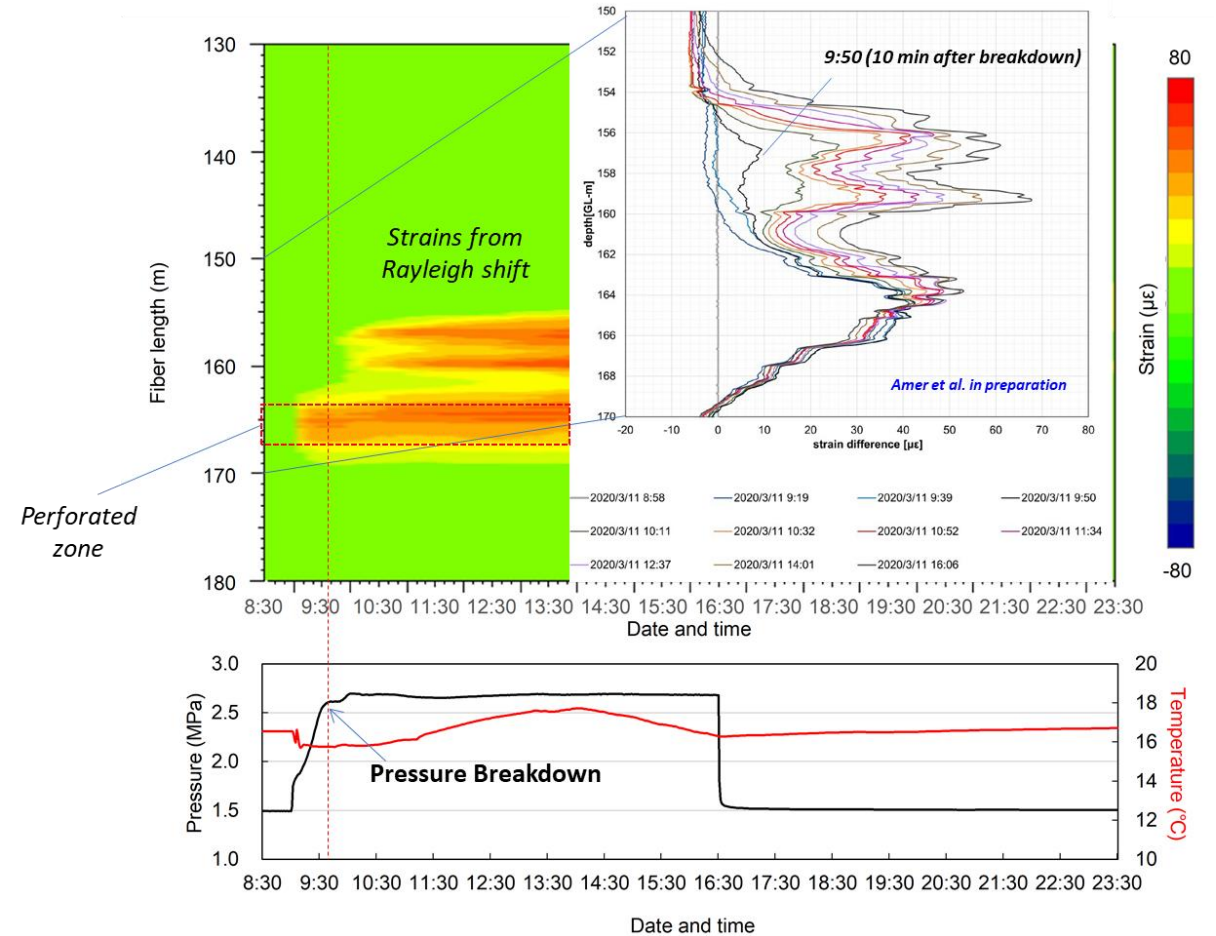 130
140
150
160
170
180
Fiber length (m)
Strains from
Rayleigh shift
Perforated
zone
150
152
154
156
158
160
162
164
166
168
170
depth[GL-m]
9:50 (10 min after breakdown)
Amer et al. in preparation
-20 -10 0 10 20 30 40 50 60 70 80
strain difference [με]
2020/3/11 8:58 2020/3/11 9:19 2020/3/11 9:39 2020/3/11 9:50
2020/3/11 10:11 2020/3/11 10:32 2020/3/11 10:52 2020/3/11 11:34
2020/3/11 12:37 2020/3/11 14:01 2020/3/11 16:06
80
Strain (με)
-80
8:30 9:30 10:30 11:30 12:30 13:30 14:30 15:30 16:30 17:30 18:30 19:30 20:30 21:30 22:30 23:30
Date and time
3.0
2.5
2.0
1.5
1.0
Pressure (MPa)
Pressure Breakdown
20
18
16
14
12
10
Temperature (°C)
8:30 9:30 10:30 11:30 12:30 13:30 14:30 15:30 16:30 17:30 18:30 19:30 20:30 21:30 22:30 23:30
Date and time